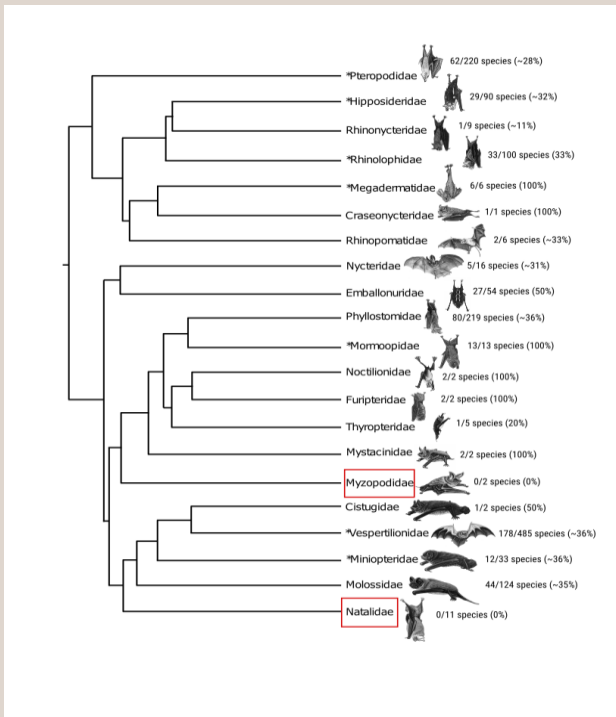 *Pteropodidae 62/220 species (~28%)
*Hipposideridae 29/90 species (~32%)
Rhinonycteridae 1/9 species (~11%)
*Rhinolophidae 33/100 species (33%)
*Megadermatidae 6/6 species (100%)
Craseonycteridae 1/1 species (100%)
Rhinopomatidae 2/6 species (~33%)
Nycteridae 5/16 species (~31%)
Emballonuridae 27/54 species (50%)
Phyllostomidae 80/219 species (~36%)
*Mormoopidae 13/13 species (100%)
Noctilionidae 2/2 species (100%)
Furipteridae 2/2 species (100%)
Thyropteridae 1/5 species (20%)
Mystacinidae 2/2 species (100%)
Myzopodidae 0/2 species (0%)
Cistugidae 1/2 species (50%)
*Vespertilionidae 178/485 species (~36%)
*Miniopteridae 12/33 species (~36%)
Molossidae 44/124 species (~35%)
Natalidae 0/11 species (0%)